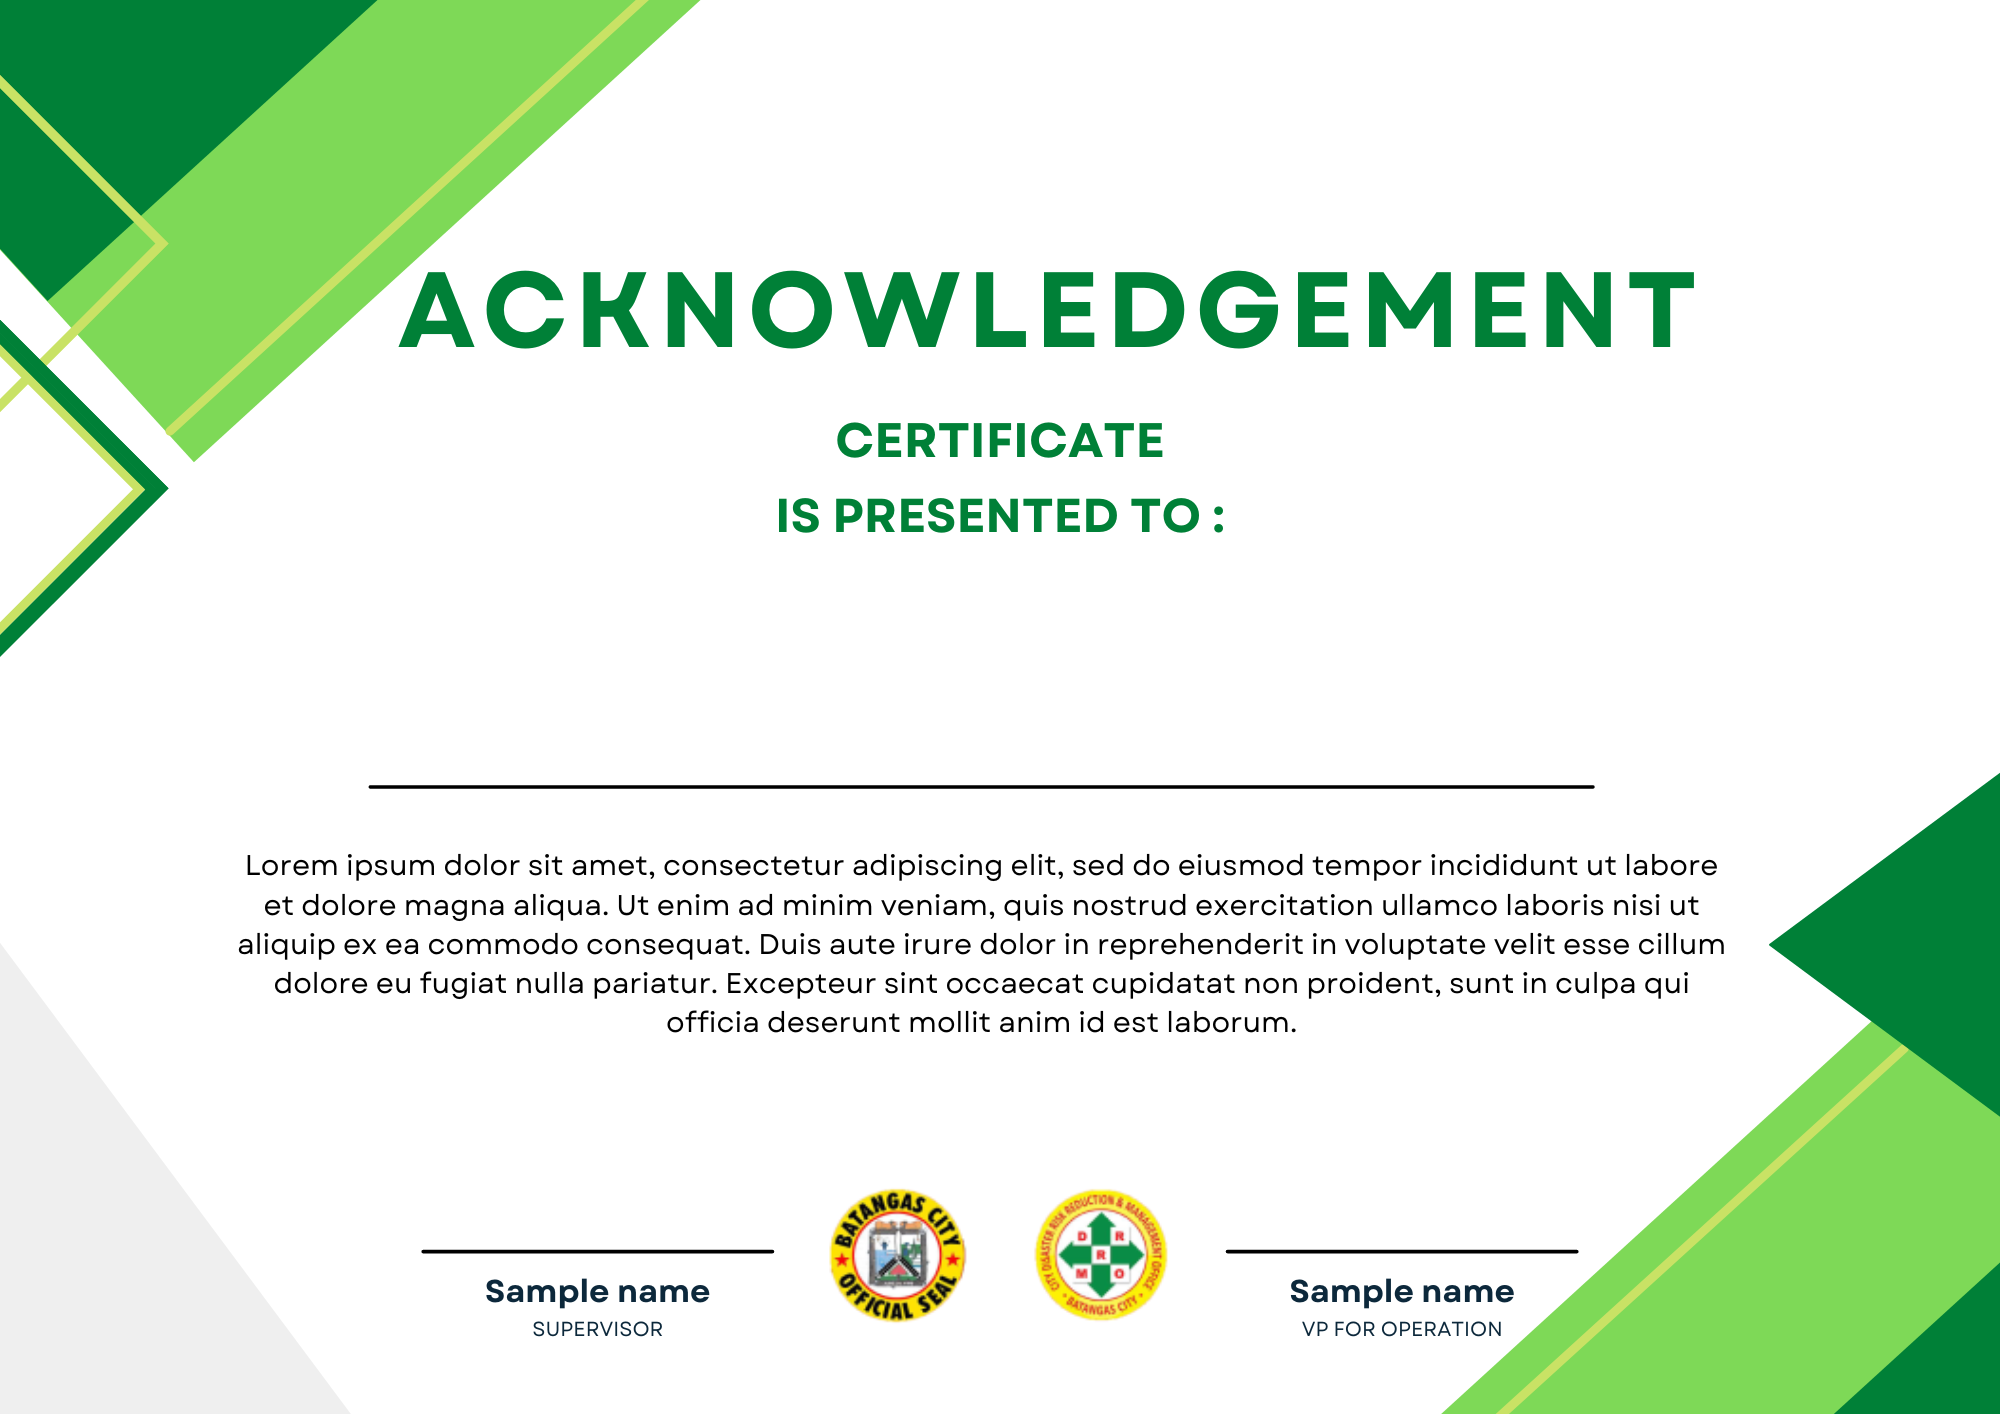 ACKNOWLEDGEMENT
CERTIFICATE
IS PRESENTED TO :
Lorem ipsum dolor sit amet, consectetur adipiscing elit, sed do eiusmod tempor incididunt ut labore
et dolore magna aliqua. Ut enim ad minim veniam, quis nostrud exercitation ullamco laboris nisi ut
aliquip ex ea commodo consequat. Duis aute irure dolor in reprehenderit in voluptate velit esse cillum
dolore eu fugiat nulla pariatur. Excepteur sint occaecat cupidatat non proident, sunt in culpa qui
officia deserunt mollit anim id est laborum.
Sample name
SUPERVISOR
BATANGAS CITY
OFFICIAL SEAL
CITY DISASTER RISK REDUCTION & MANAGEMENT OFFICE
D R
R
M O
BATANGAS CITY
Sample name
VP FOR OPERATION